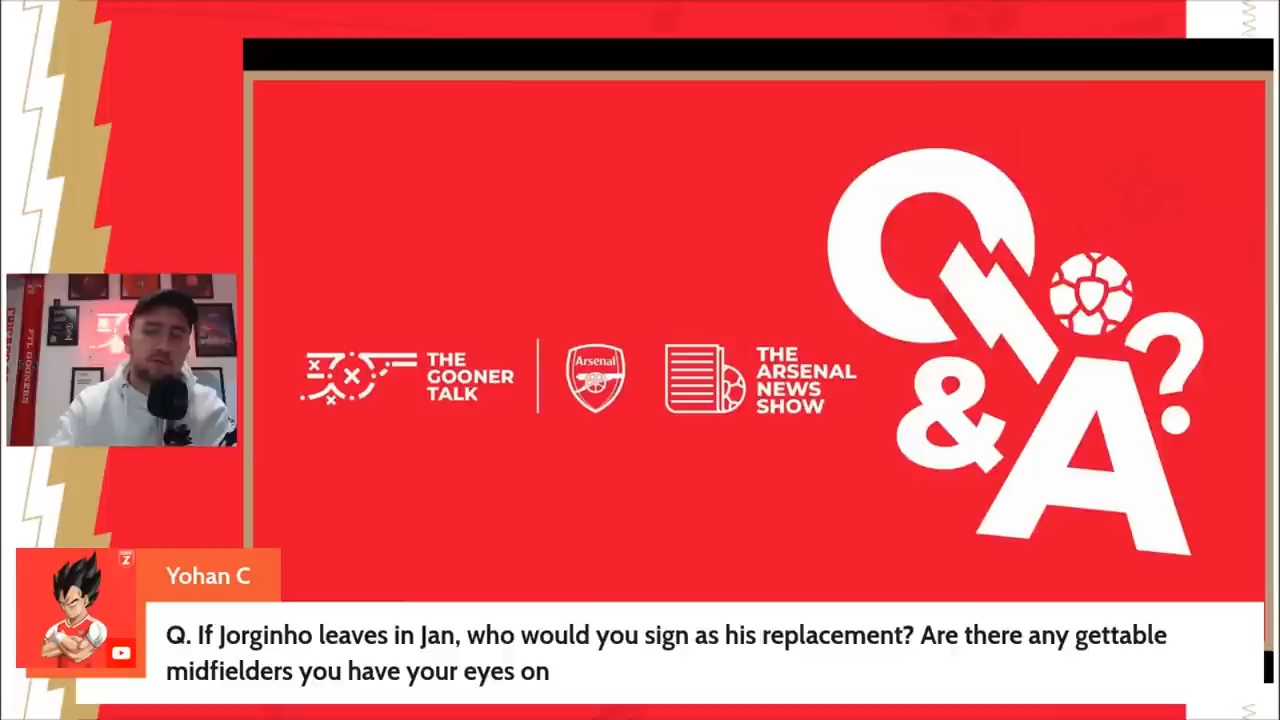 Q
&
A
?
THE
GOONER
TALK
Arsenal
THE
ARSENAL
NEWS
SHOW
Z
Yohan C
Q. If Jorginho leaves in Jan, who would you sign as his replacement? Are there any gettable
midfielders you have your eyes on